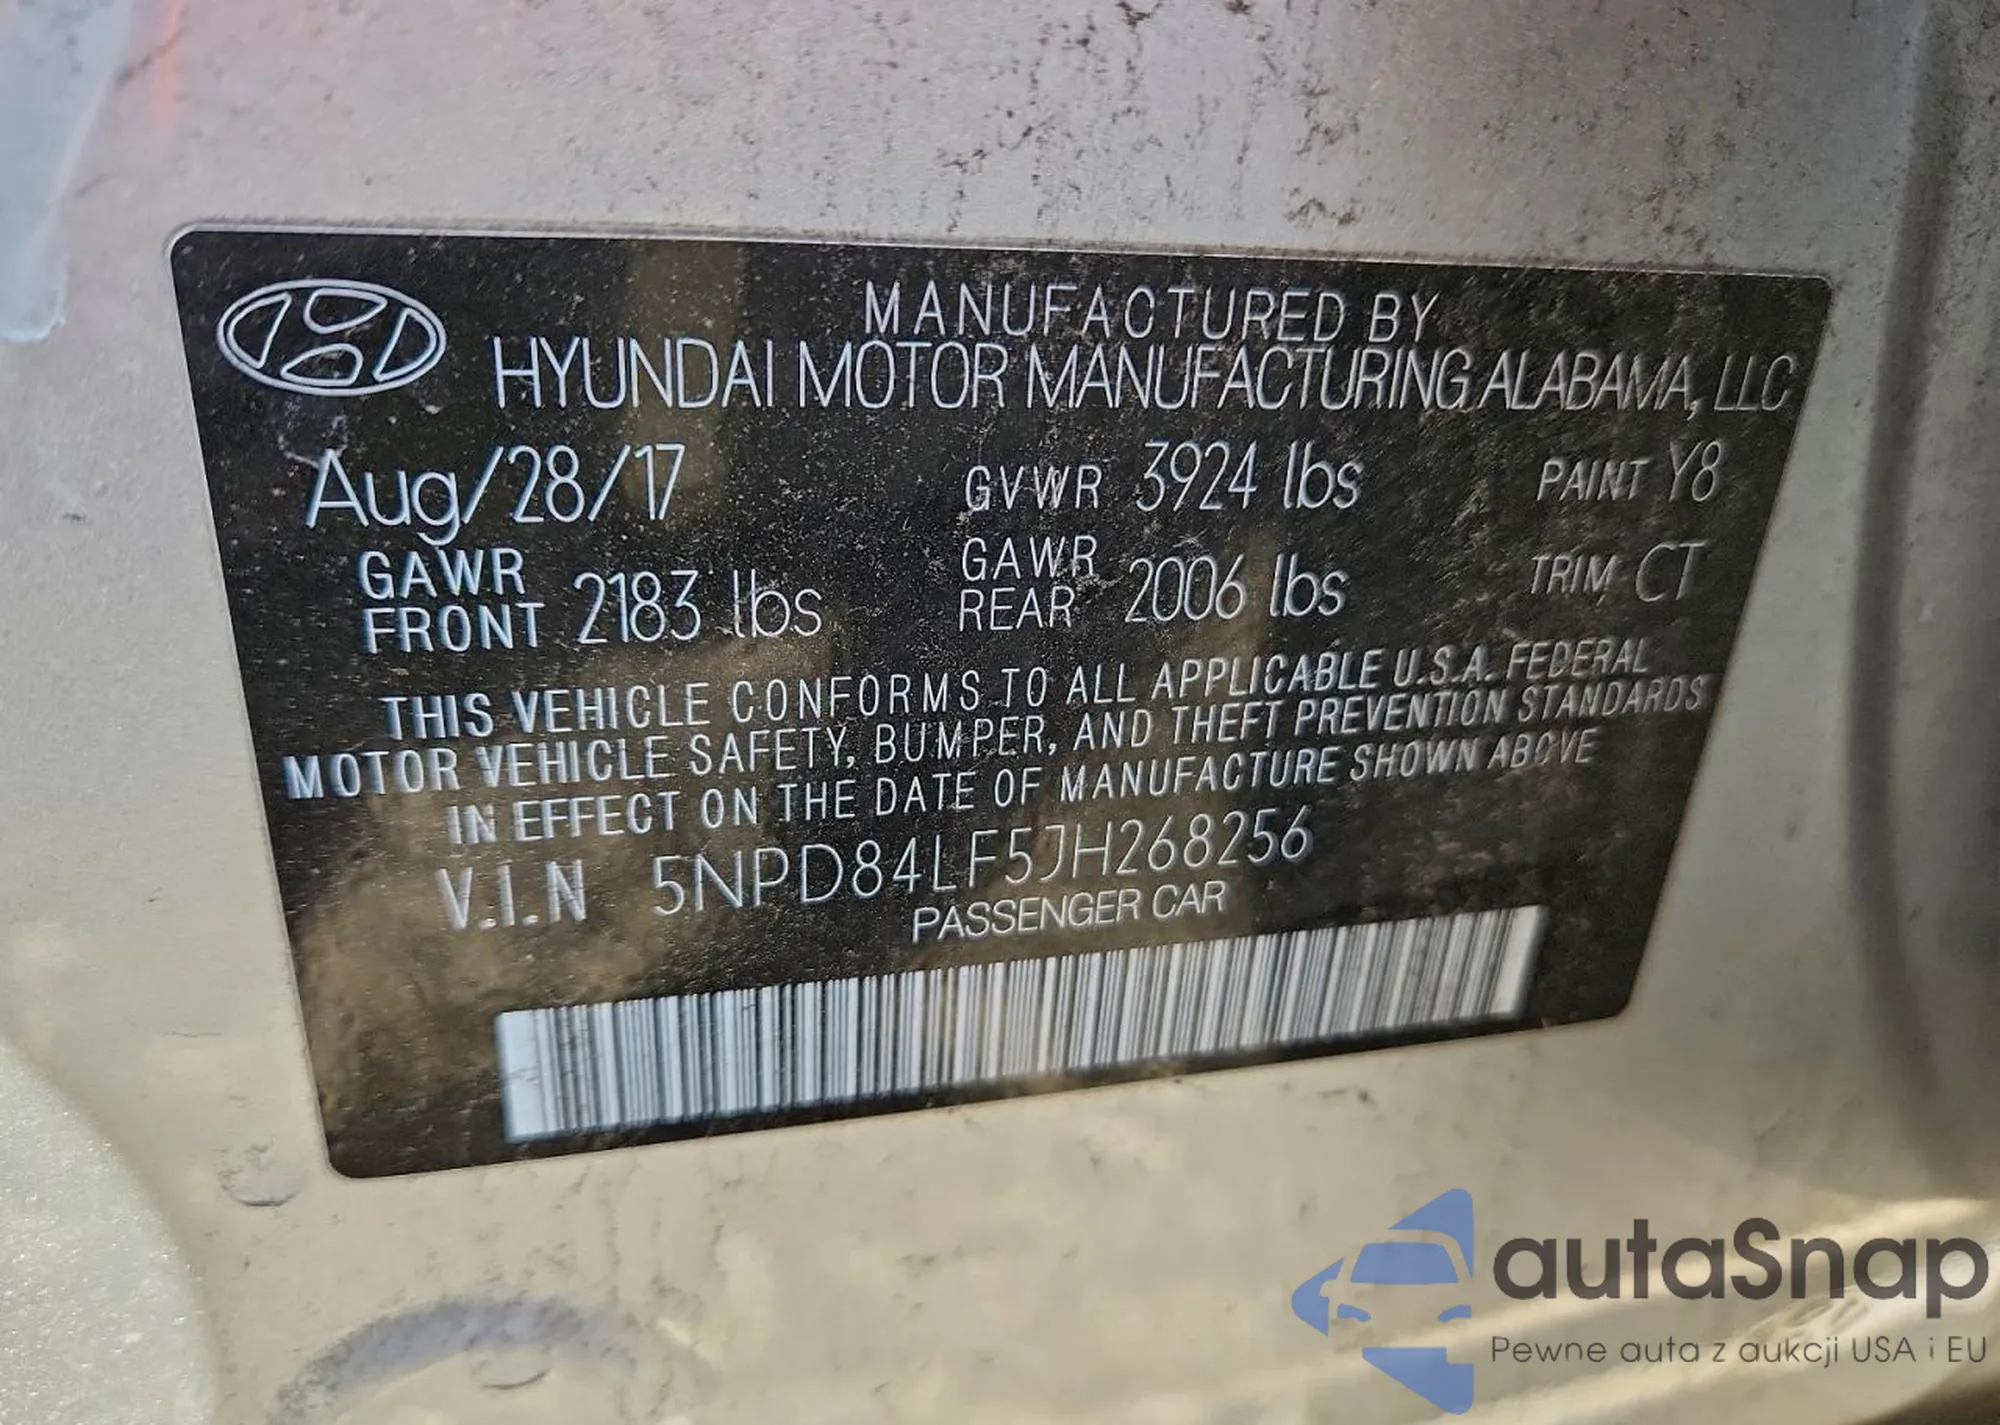 MANUFACTURED BY
HYUNDAI MOTOR MANUFACTURING ALABAMA, LLC
Aug/28/17 GVWR 3924 lbs PAINT Y8
GAWR FRONT 2183 lbs GAWR REAR 2006 lbs TRIM CT
THIS VEHICLE CONFORMS TO ALL APPLICABLE U.S.A. FEDERAL
MOTOR VEHICLE SAFETY, BUMPER, AND THEFT PREVENTION STANDARDS
IN EFFECT ON THE DATE OF MANUFACTURE SHOWN ABOVE
V.I.N 5NPD84LF5JH268256
PASSENGER CAR
autaSnap
Pewne auta z aukcji USA i EU